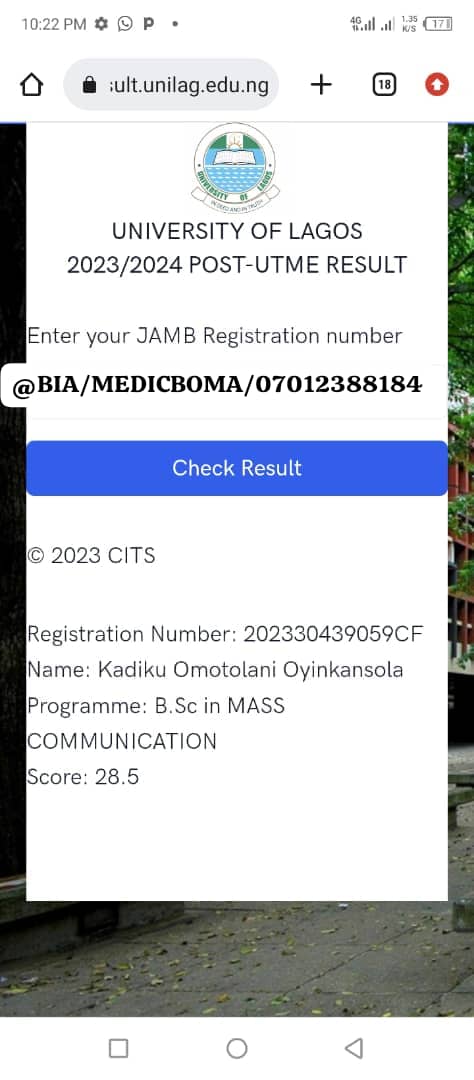 10:22 PM
4G
1.35
K/S
17
sult.unilag.edu.ng
18
UNIVERSITY OF LAGOS
IN DEED AND IN TRUTH
UNIVERSITY OF LAGOS
2023/2024 POST-UTME RESULT
Enter your JAMB Registration number
@BIA/MEDICBOMA/07012388184
Check Result
© 2023 CITS
Registration Number: 202330439059CF
Name: Kadiku Omotolani Oyinkansola
Programme: B.Sc in MASS
COMMUNICATION
Score: 28.5